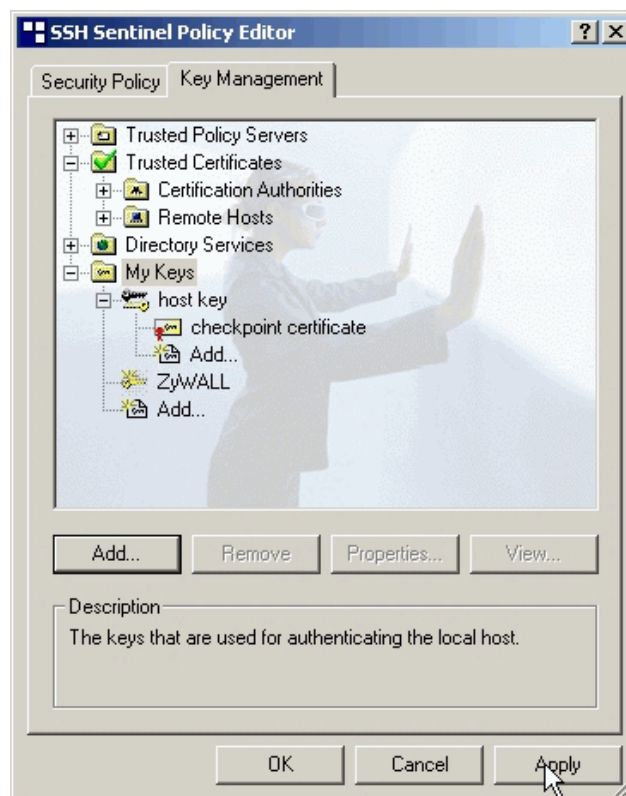 SSH Sentinel Policy Editor
Security Policy Key Management
Trusted Policy Servers
Trusted Certificates
Certification Authorities
Remote Hosts
Directory Services
My Keys
host key
checkpoint certificate
Add...
ZyWALL
Add...
Add... Remove Properties... View...
Description
The keys that are used for authenticating the local host.
OK Cancel Apply